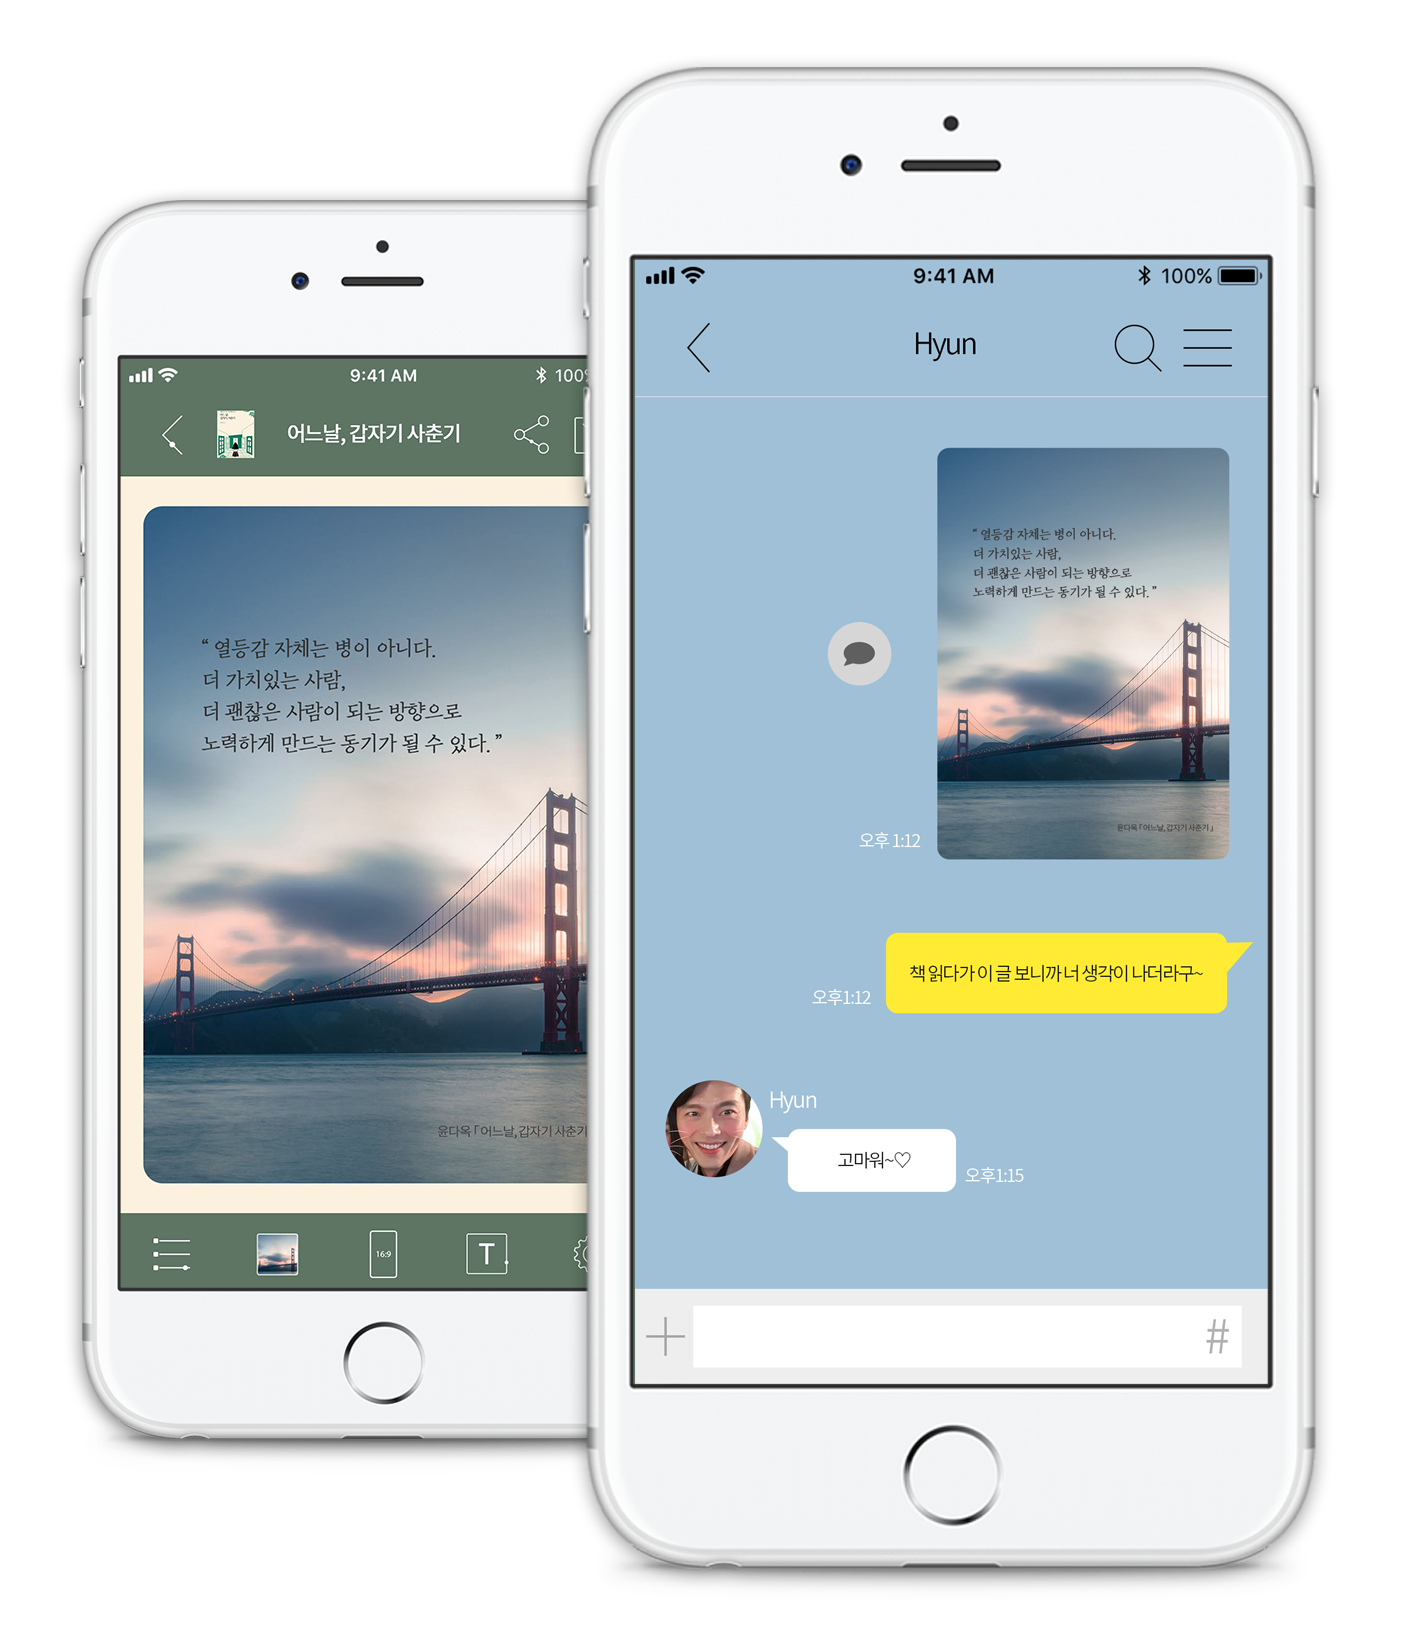 9:41 AM
100%
어느날, 갑자기 사춘기
“ 열등감 자체는 병이 아니다.
더 가치있는 사람,
더 괜찮은 사람이 되는 방향으로
노력하게 만드는 동기가 될 수 있다. ”
윤다옥 「어느날, 갑자기 사춘기
16:9
T
9:41 AM
100%
Hyun
“ 열등감 자체는 병이 아니다.
더 가치있는 사람,
더 괜찮은 사람이 되는 방향으로
노력하게 만드는 동기가 될 수 있다. ”
윤다옥 「어느날, 갑자기 사춘기」
오후 1:12
책 읽다가 이 글 보니까 너 생각이 나더라구~
오후1:12
Hyun
고마워~♡
오후1:15
#